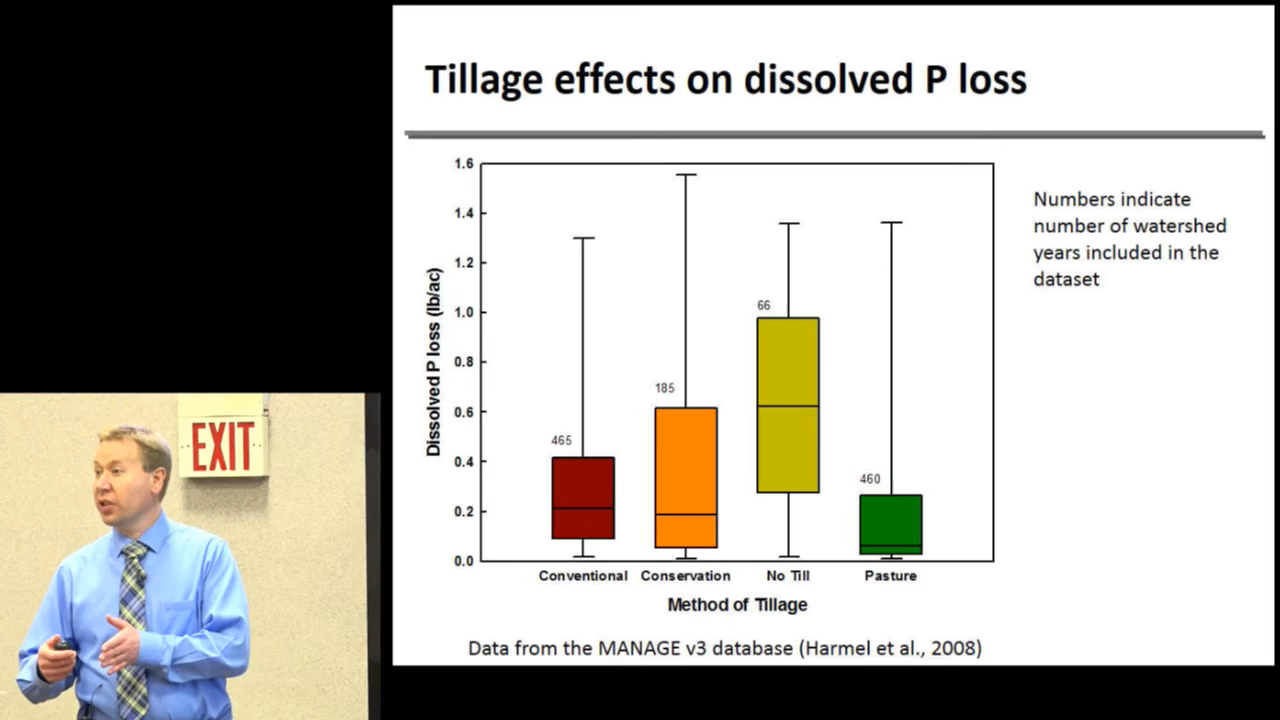 Tillage effects on dissolved P loss
1.6
1.4
1.2
1.0
0.8
0.6
0.4
0.2
0.0
Dissolved P loss (lb/ac)
465
185
66
460
Conventional Conservation No Till Pasture
Method of Tillage
Numbers indicate
number of watershed
years included in the
dataset
Data from the MANAGE v3 database (Harmel et al., 2008)
EXIT